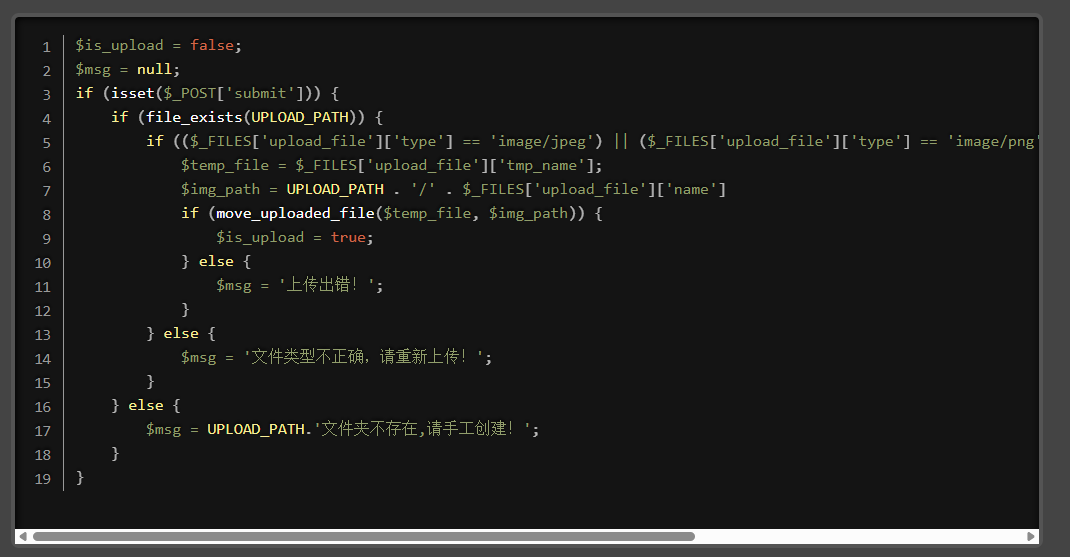 1 $is_upload = false;
2 $msg = null;
3 if (isset($_POST['submit'])) {
4     if (file_exists(UPLOAD_PATH)) {
5         if (($_FILES['upload_file']['type'] == 'image/jpeg') || ($_FILES['upload_file']['type'] == 'image/png'
6             $temp_file = $_FILES['upload_file']['tmp_name'];
7             $img_path = UPLOAD_PATH . '/' . $_FILES['upload_file']['name']
8             if (move_uploaded_file($temp_file, $img_path)) {
9                 $is_upload = true;
10             } else {
11                 $msg = '上传出错！';
12             }
13         } else {
14             $msg = '文件类型不正确，请重新上传！';
15         }
16     } else {
17         $msg = UPLOAD_PATH.'文件夹不存在,请手工创建！';
18     }
19 }